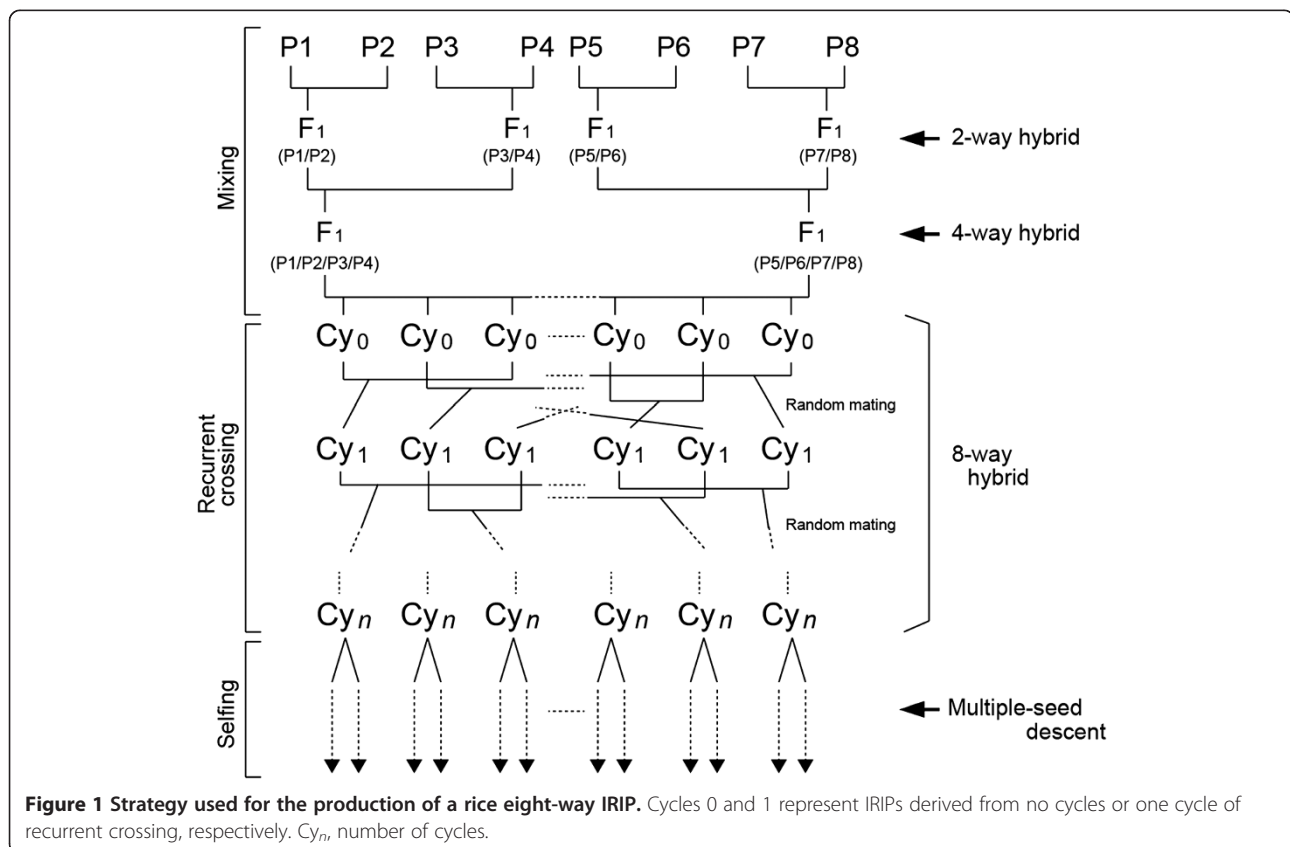 P1 P2 P3 P4 P5 P6 P7 P8
F1 F1 F1 F1
(P1/P2) (P3/P4) (P5/P6) (P7/P8)
2-way hybrid
Mixing
F1 F1
4-way hybrid
(P1/P2/P3/P4) (P5/P6/P7/P8)
Cy0 Cy0 Cy0 Cy0 Cy0 Cy0
Random mating
Recurrent
crossing
Cy1 Cy1 Cy1 Cy1 Cy1 Cy1
8-way
hybrid
Random mating
Cyn Cyn Cyn Cyn Cyn Cyn
Selfing
Multiple-seed
descent
Figure 1 Strategy used for the production of a rice eight-way IRIP. Cycles 0 and 1 represent IRIPs derived from no cycles or one cycle of
recurrent crossing, respectively. Cyn, number of cycles.